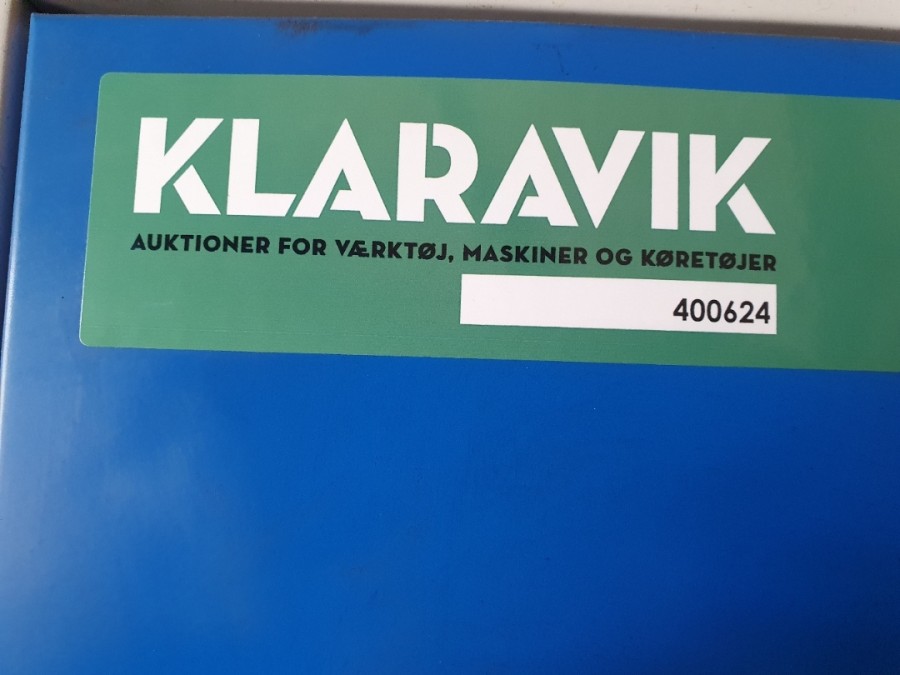 KLARAVIK
AUKTIONER FOR VÆRKTØJ, MASKINER OG KØRETØJER
400624